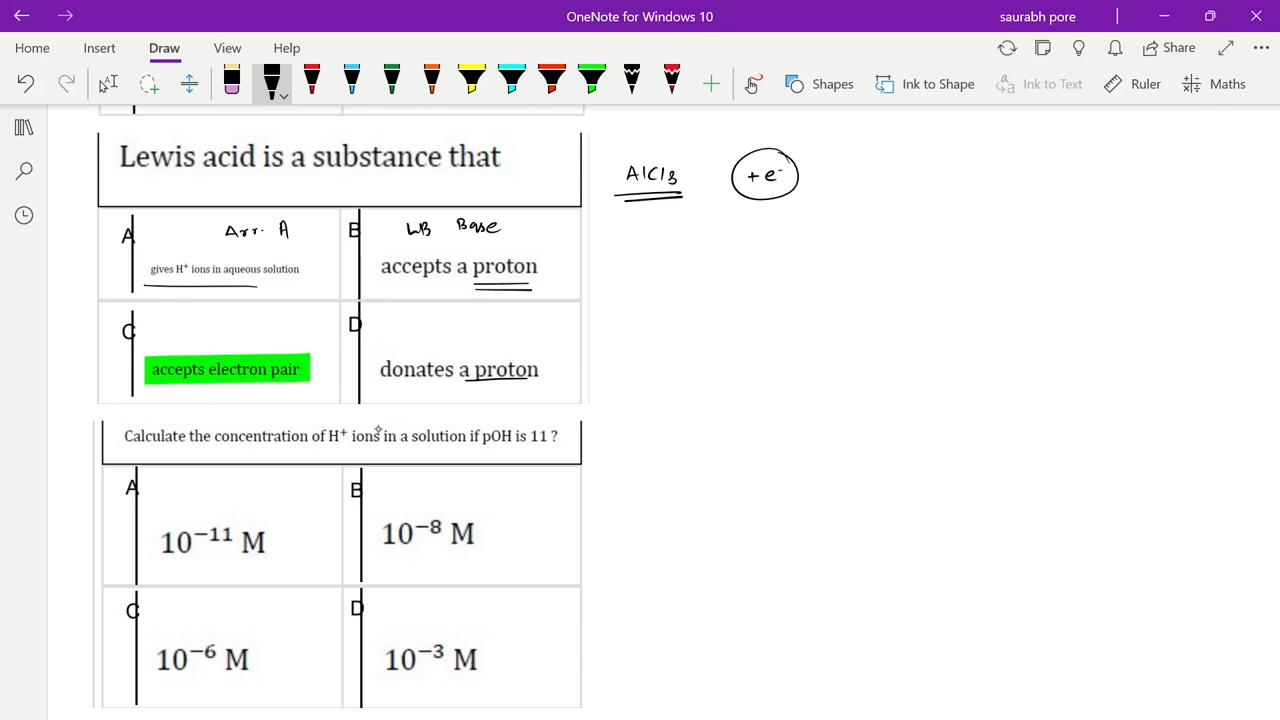 OneNote for Windows 10
saurabh pore
Home Insert Draw View Help
Share
Shapes Ink to Shape Ink to Text Ruler Maths
Lewis acid is a substance that
AlCl3 + e-
A Arr. A
gives H⁺ ions in aqueous solution
B LB Base
accepts a proton
C
accepts electron pair
D
donates a proton
Calculate the concentration of H⁺ ions in a solution if pOH is 11 ?
A
10⁻¹¹ M
B
10⁻⁸ M
C
10⁻⁶ M
D
10⁻³ M